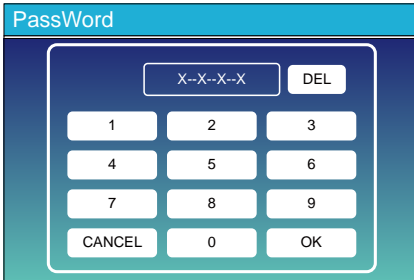 PassWord
X--X--X--X DEL
1 2 3
4 5 6
7 8 9
CANCEL 0 OK